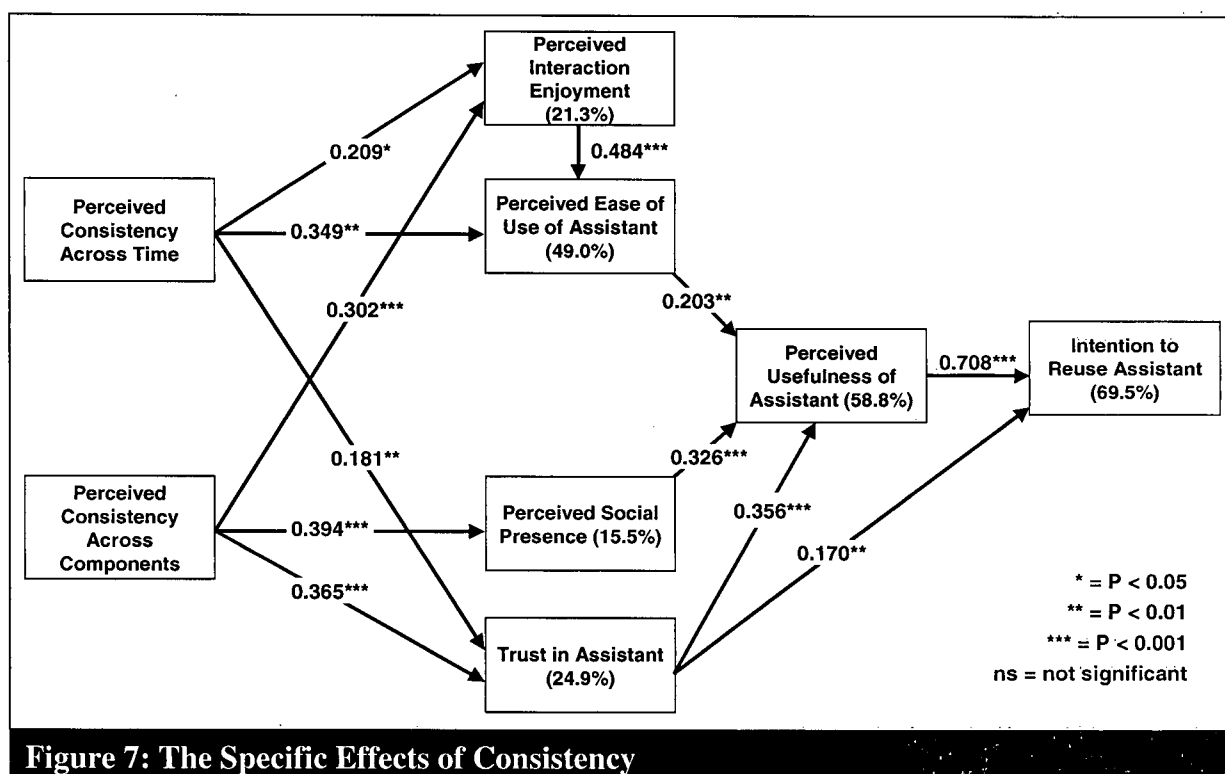 Perceived
Interaction
Enjoyment
(21.3%)
0.209*
0.484***
Perceived
Consistency
Across Time
0.349**
Perceived Ease of
Use of Assistant
(49.0%)
0.302***
0.203**
Perceived
Usefulness of
Assistant (58.8%)
0.708***
Intention to
Reuse Assistant
(69.5%)
0.181**
0.326***
Perceived
Consistency
Across
Components
0.394***
Perceived Social
Presence (15.5%)
0.356***
0.170**
0.365***
Trust in Assistant
(24.9%)
* = P < 0.05
** = P < 0.01
*** = P < 0.001
ns = not significant
Figure 7: The Specific Effects of Consistency